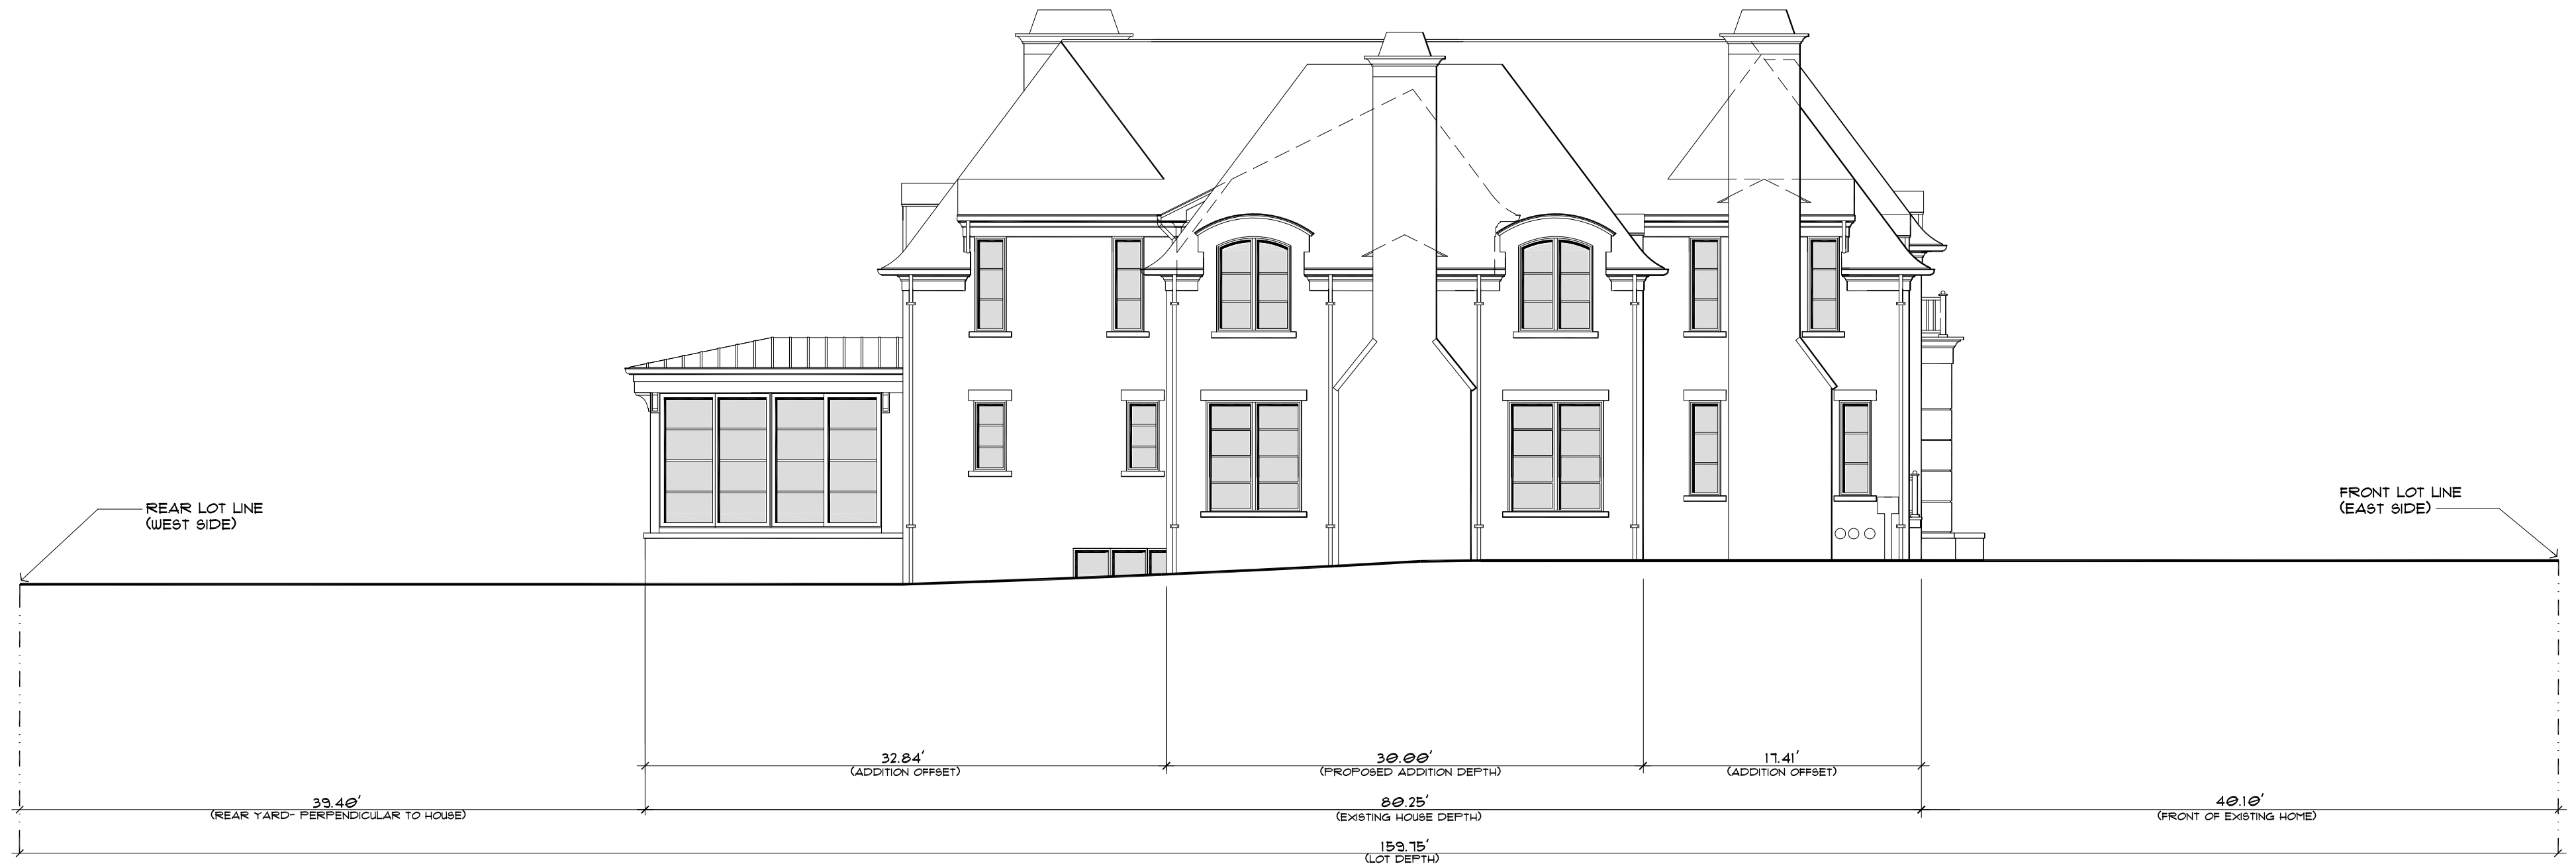 REAR LOT LINE
(WEST SIDE)
FRONT LOT LINE
(EAST SIDE)
32.84'
(ADDITION OFFSET)
30.00'
(PROPOSED ADDITION DEPTH)
17.41'
(ADDITION OFFSET)
39.40'
(REAR YARD- PERPENDICULAR TO HOUSE)
80.25'
(EXISTING HOUSE DEPTH)
40.10'
(FRONT OF EXISTING HOME)
159.75'
(LOT DEPTH)